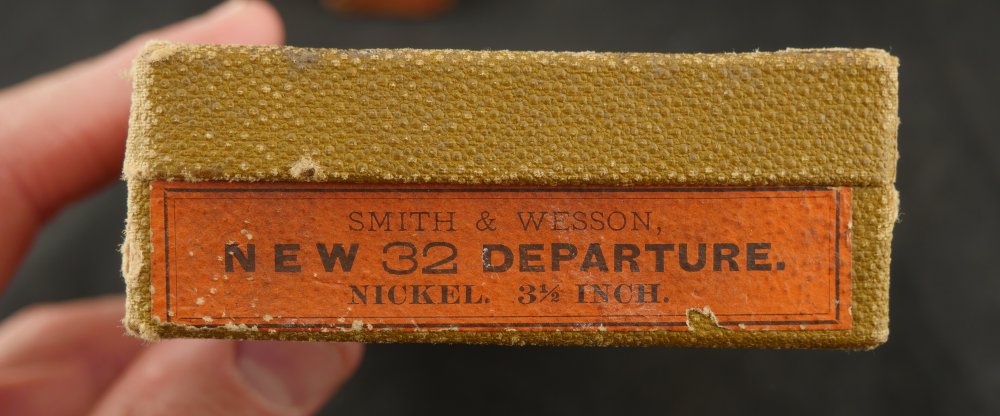 SMITH & WESSON,
NEW 32 DEPARTURE.
NICKEL. 3½ INCH.